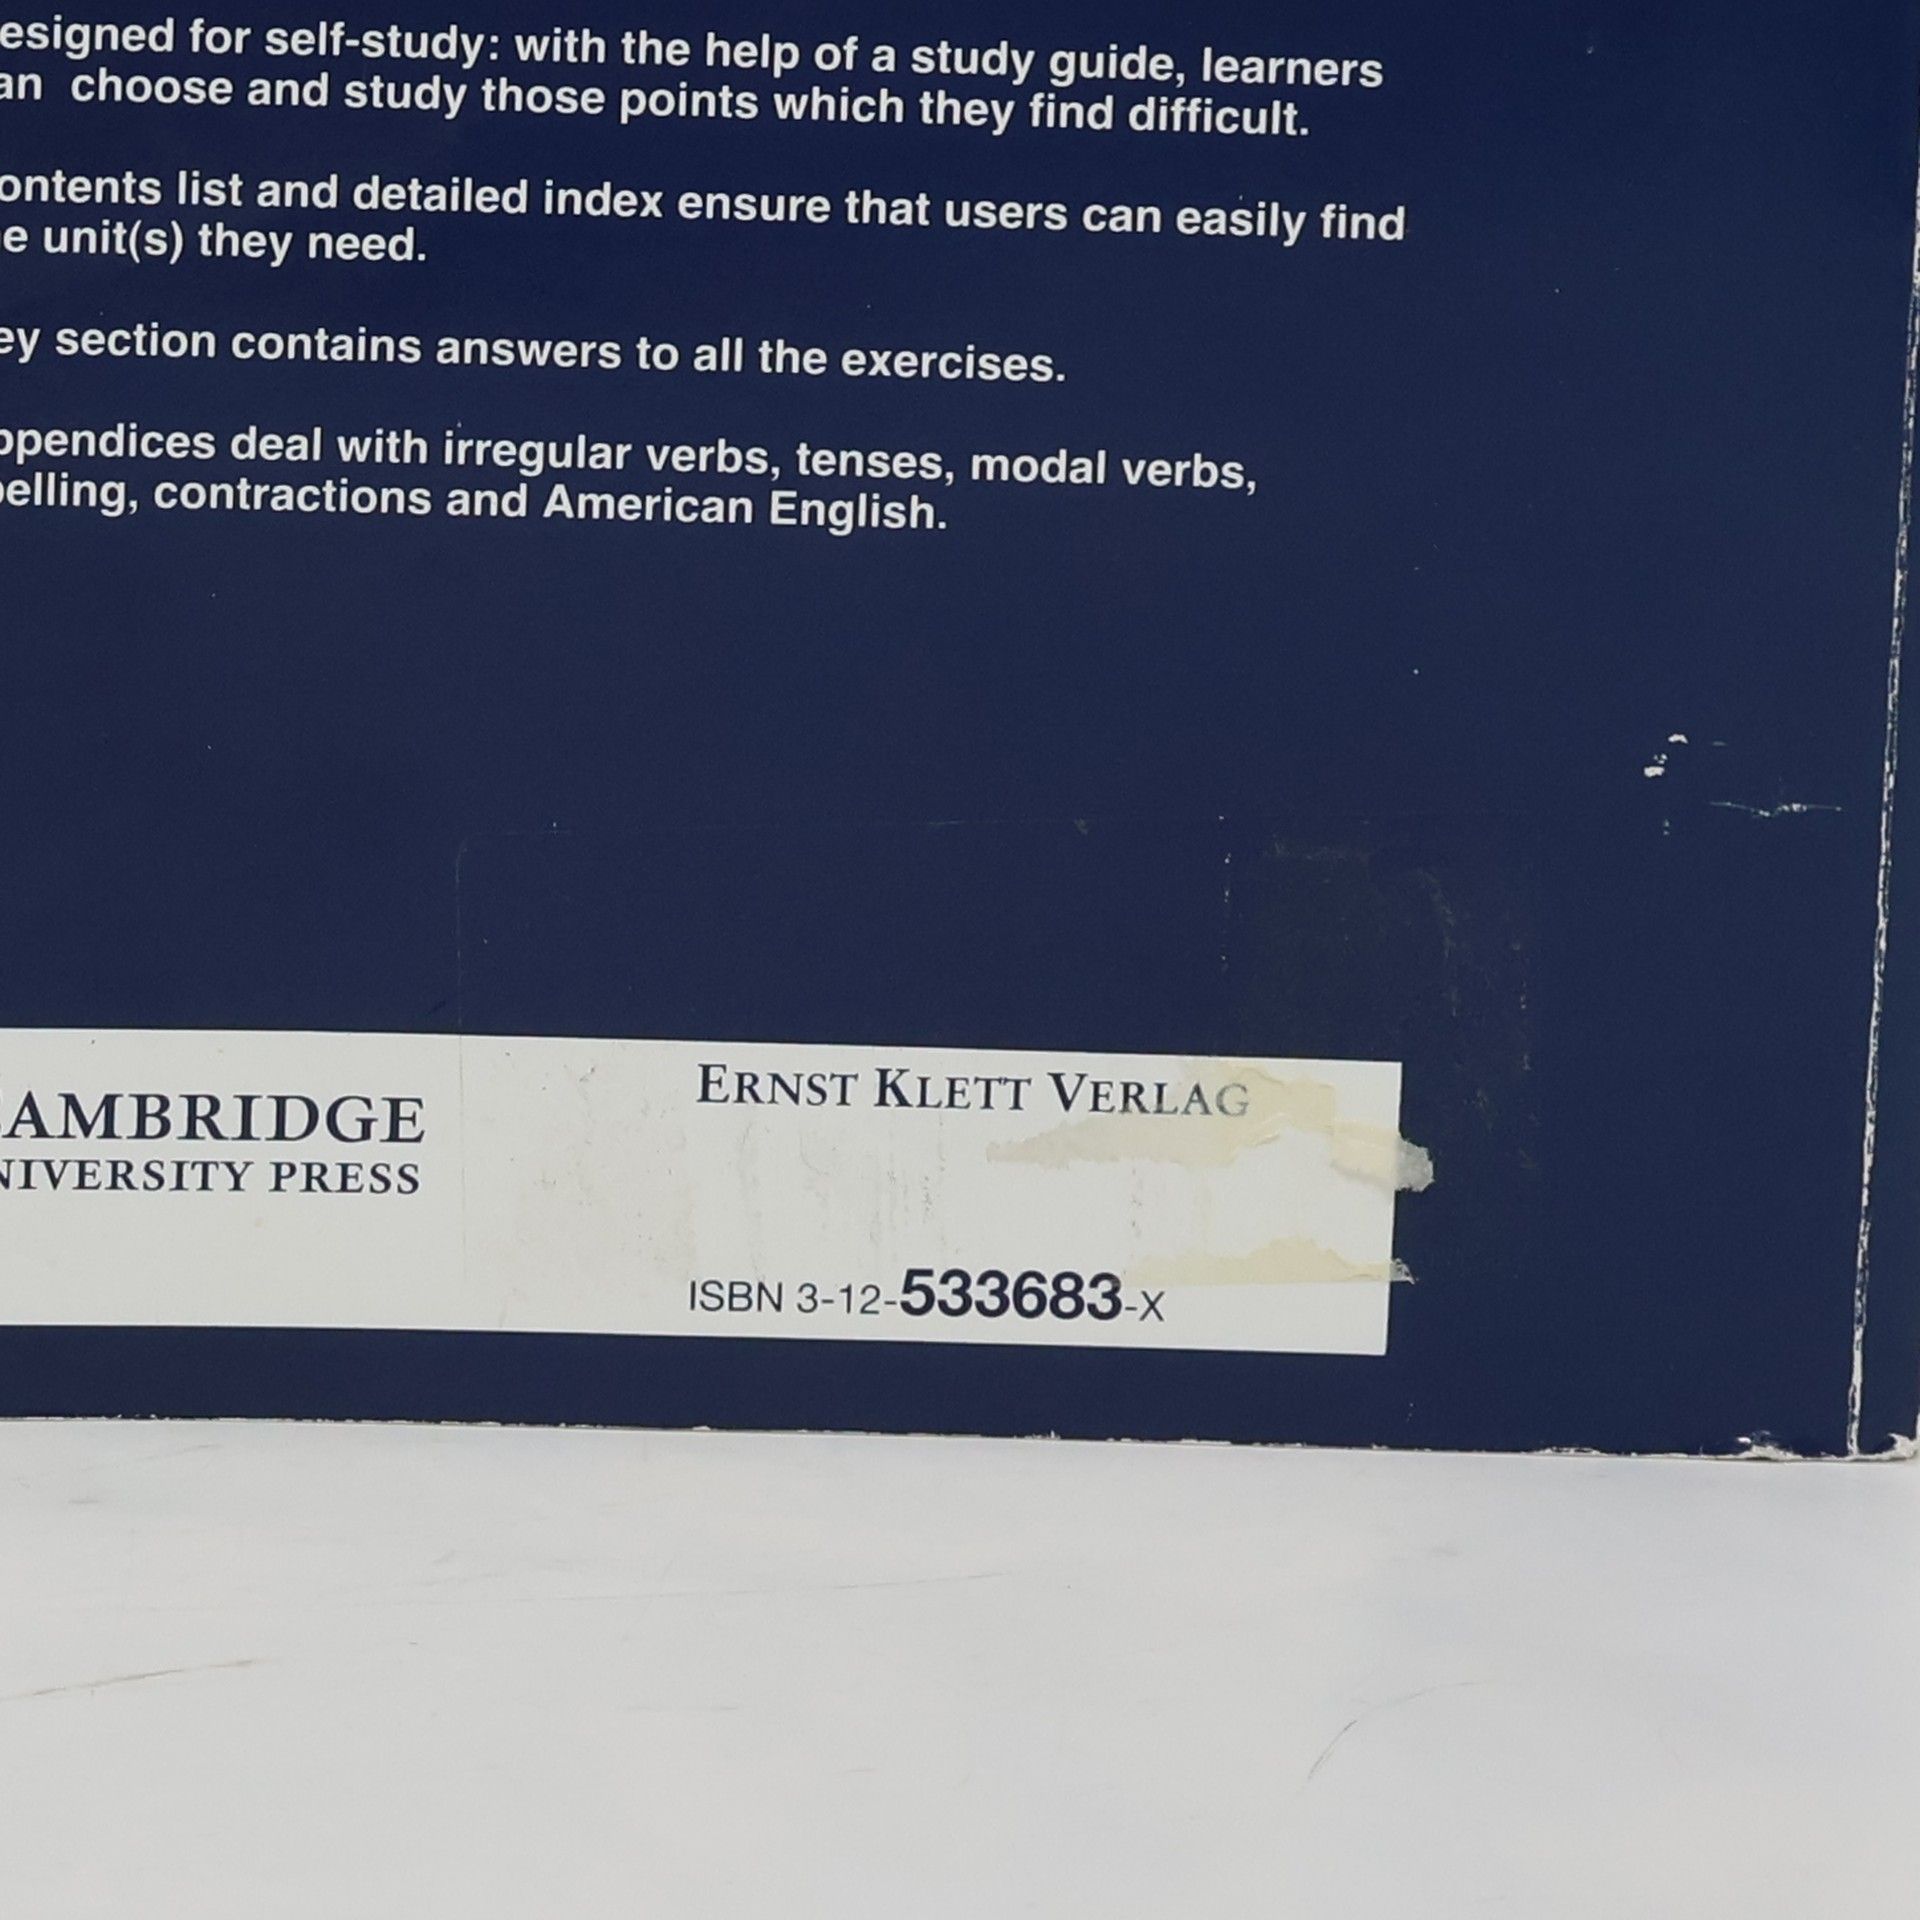 esigned for self-study: with the help of a study guide, learners
an choose and study those points which they find difficult.
ontents list and detailed index ensure that users can easily find
e unit(s) they need.
ey section contains answers to all the exercises.
ppendices deal with irregular verbs, tenses, modal verbs,
pelling, contractions and American English.
CAMBRIDGE
NIVERSITY PRESS
ERNST KLETT VERLAG
ISBN 3-12-533683-X